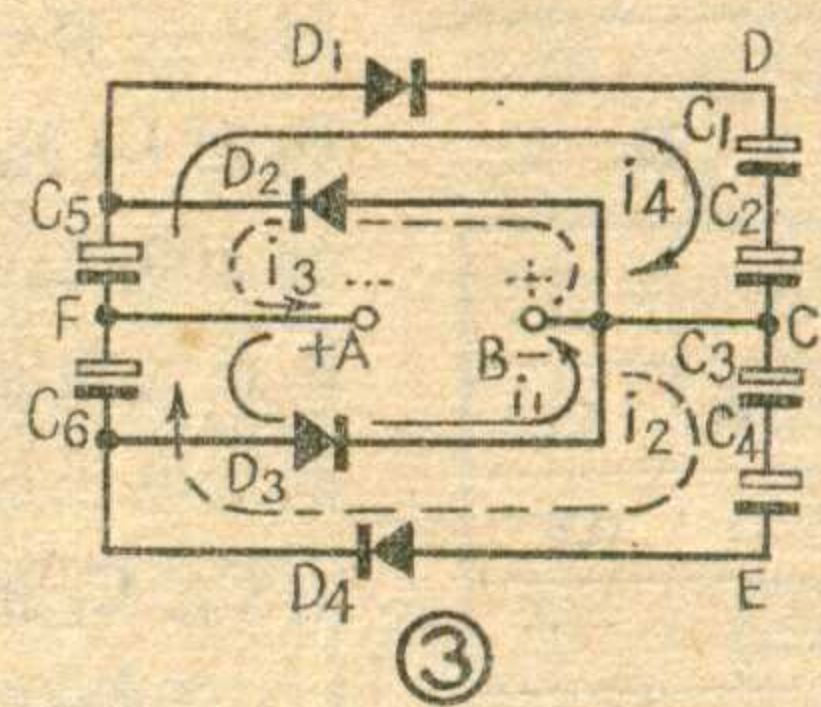 D1 D
C1
D2
C5 i4 C2
i3 --- +
F C
+A B - C3
i1
C6 i2 C4
D3
D4 E
③